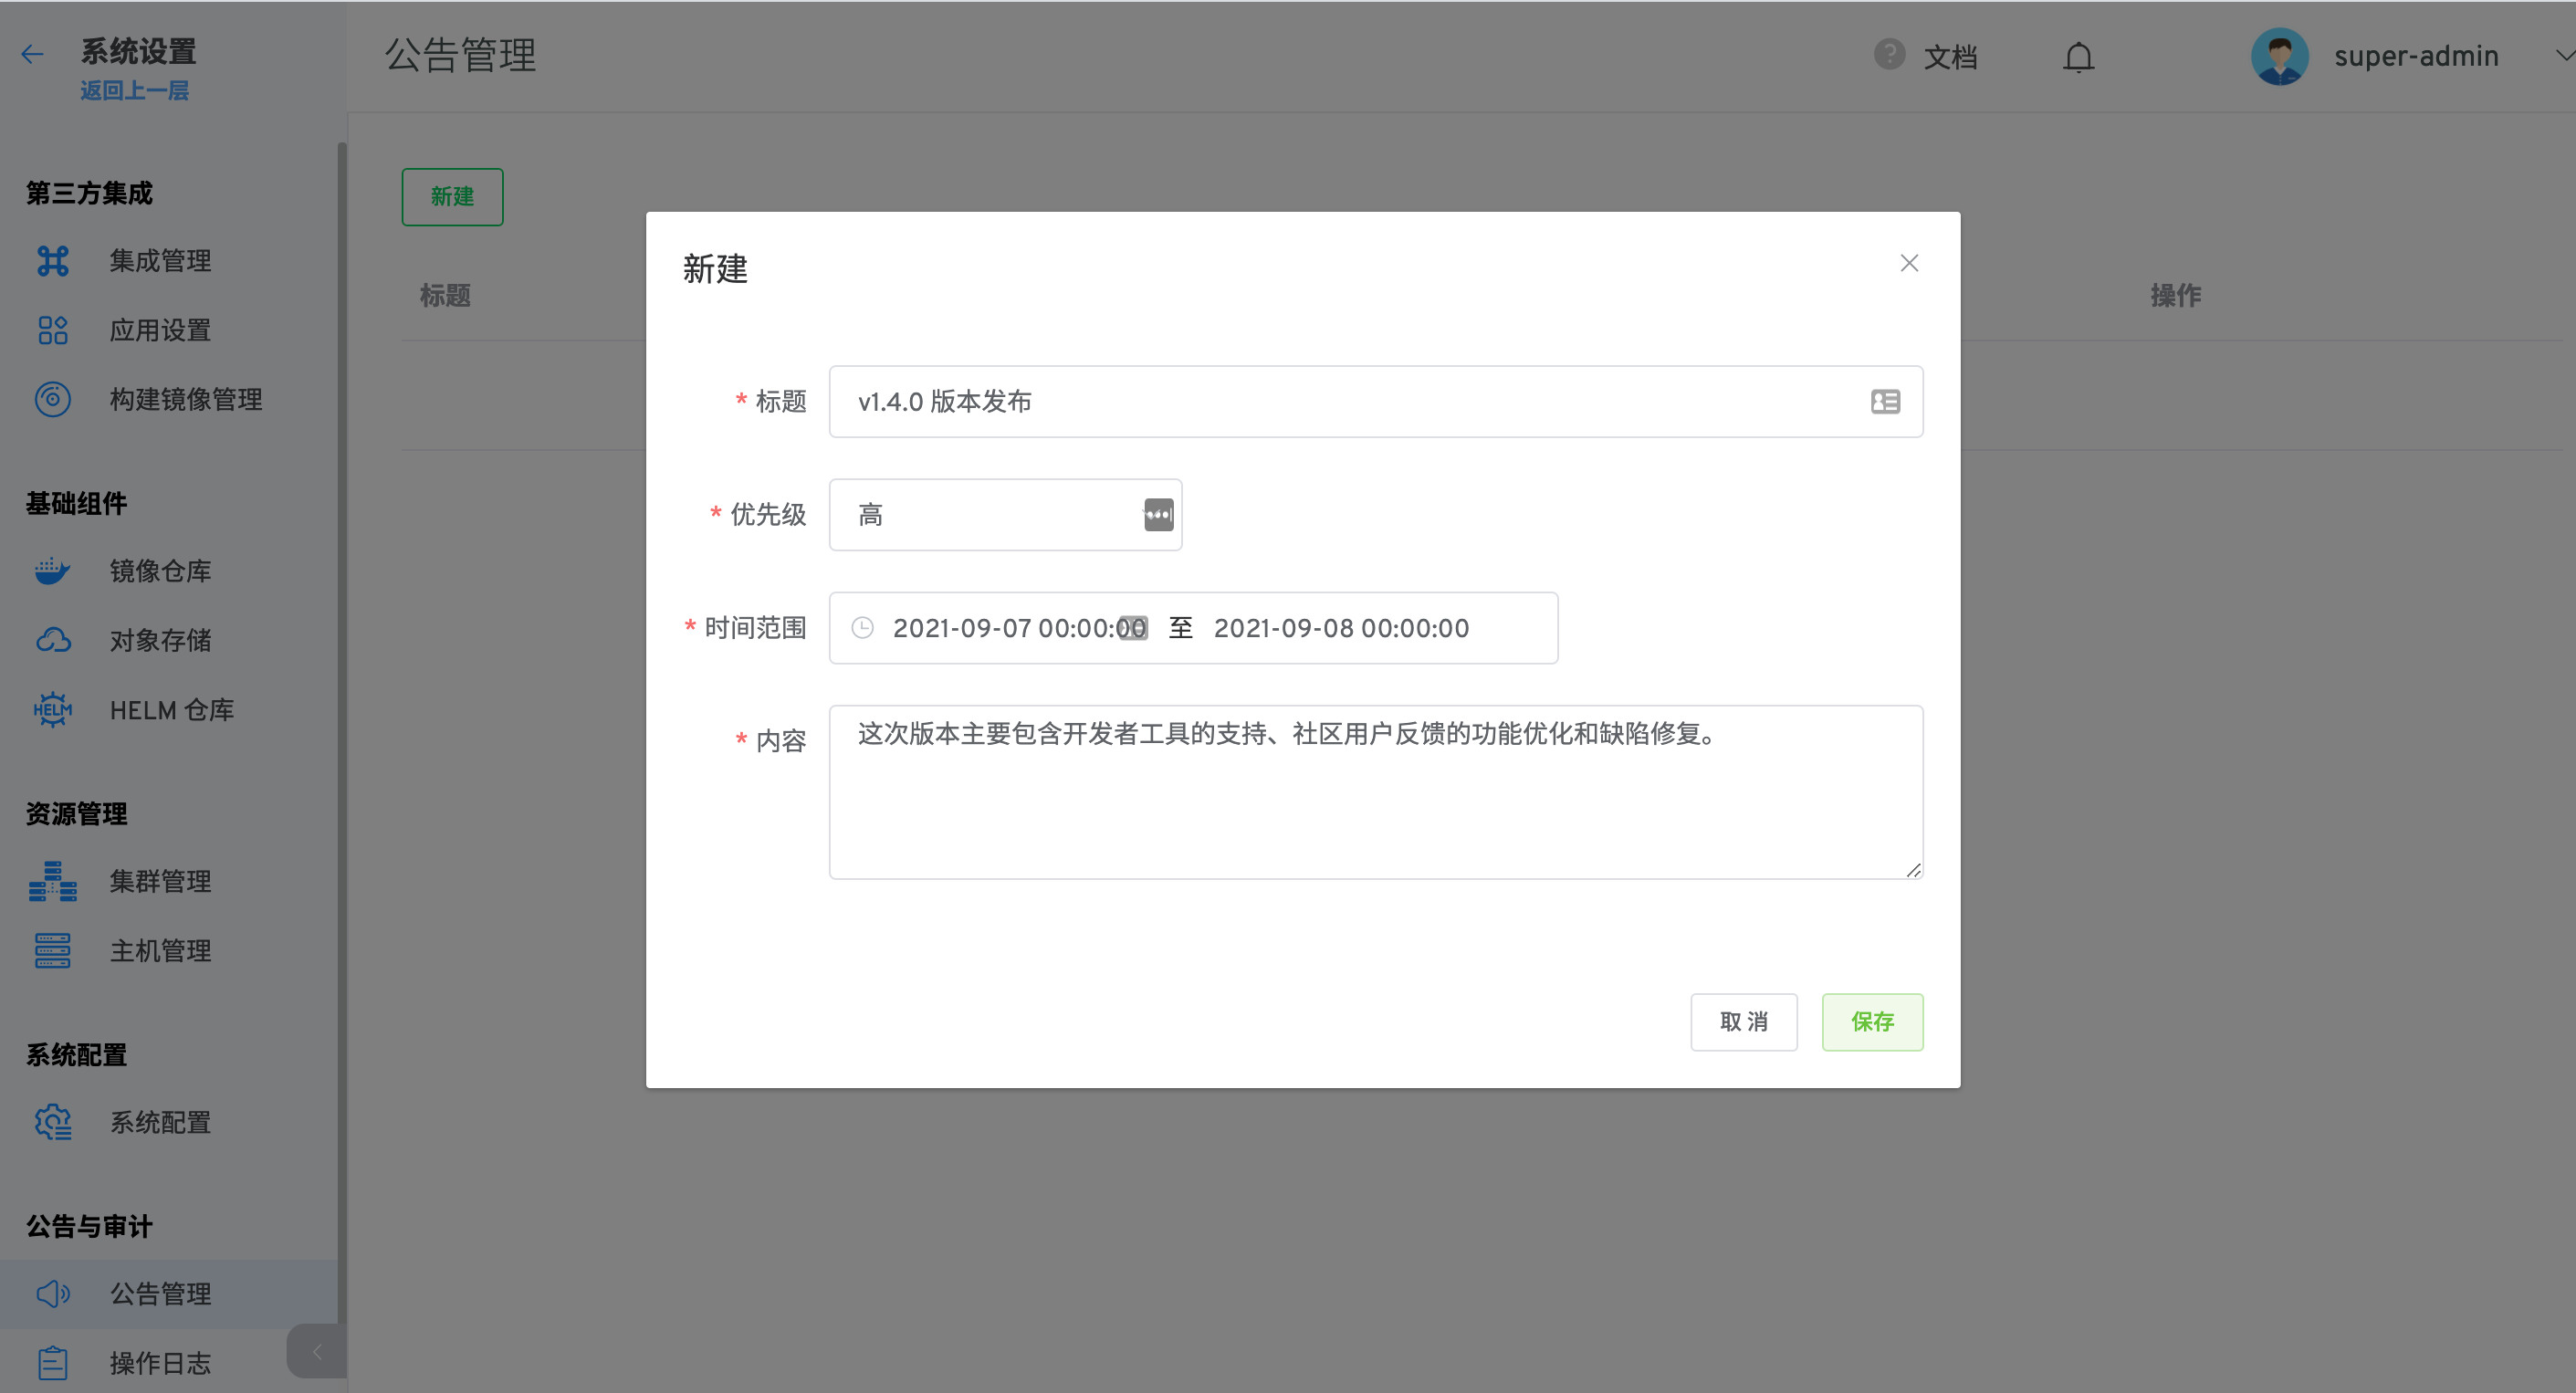 系统设置
返回上一层
公告管理
文档
super-admin
第三方集成
集成管理
应用设置
构建镜像管理
基础组件
镜像仓库
对象存储
HELM
HELM 仓库
资源管理
集群管理
主机管理
系统配置
系统配置
公告与审计
公告管理
操作日志
新建
标题
操作
新建
* 标题
v1.4.0 版本发布
* 优先级
高
* 时间范围
2021-09-07 00:00:00 至 2021-09-08 00:00:00
* 内容
这次版本主要包含开发者工具的支持、社区用户反馈的功能优化和缺陷修复。
取 消
保存